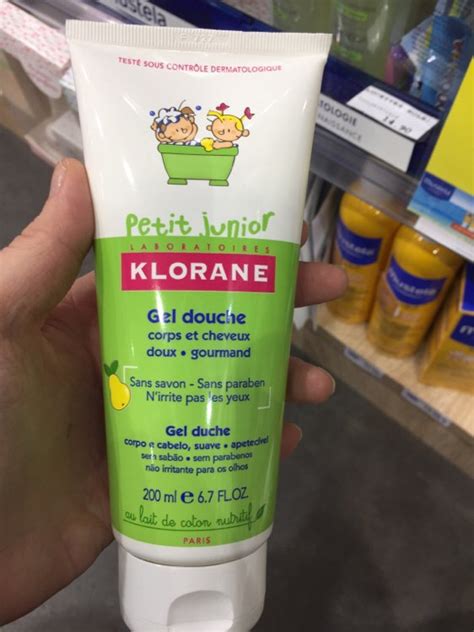 TESTÉ SOUS CONTRÔLE DERMATOLOGIQUE
Petit Junior
LABORATOIRES
KLORANE
Gel douche
corps et cheveux
doux • gourmand
Sans savon - Sans paraben
N'irrite pas les yeux
Gel duche
corpo e cabelo, suave • apetecível
sem sabão • sem parabenos
não irritante para os olhos
200 ml e 6.7 FL.OZ.
au lait de coton nutritif
PARIS
mustela